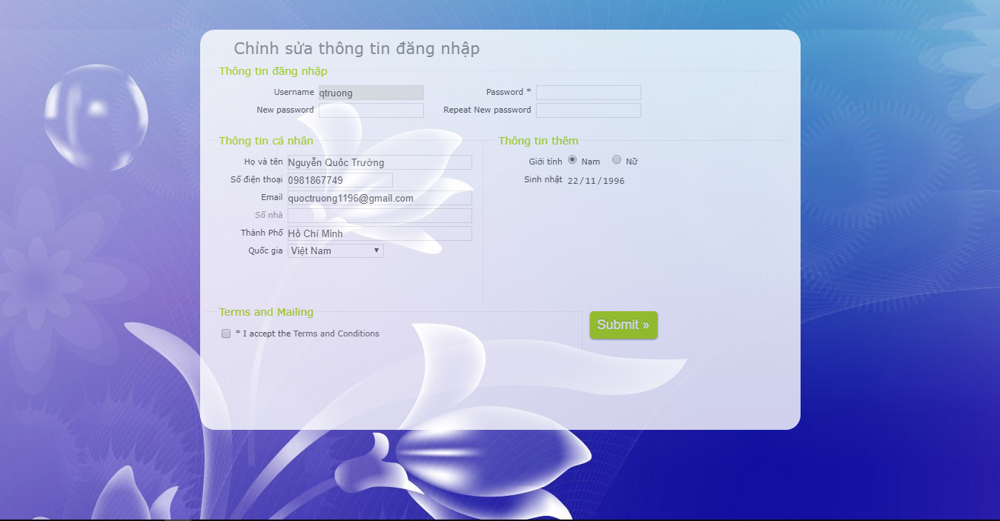 Chỉnh sửa thông tin đăng nhập
Thông tin đăng nhập
Username qtruong Password *
New password Repeat New password
Thông tin cá nhân
Họ và tên Nguyễn Quốc Trường
Số điện thoại 0981867749
Email quoctruong1196@gmail.com
Số nhà
Thành Phố Hồ Chí Minh
Quốc gia Việt Nam
Thông tin thêm
Giới tính Nam Nữ
Sinh nhật 22/11/1996
Terms and Mailing
* I accept the Terms and Conditions
Submit »